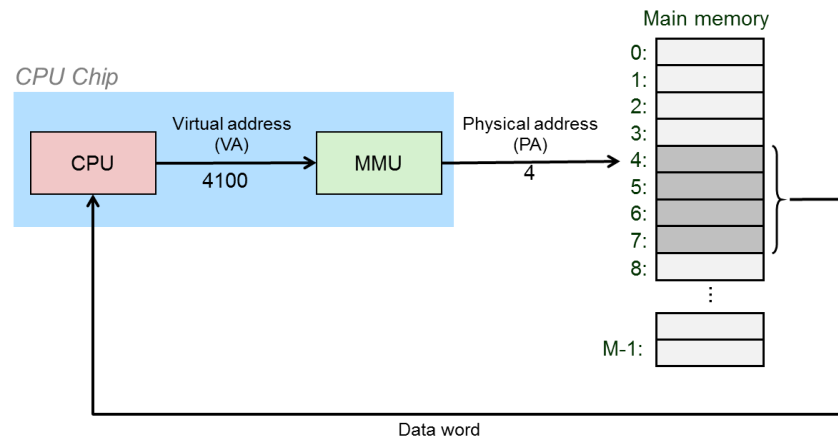 Main memory
CPU Chip
0:
1:
2:
3:
4:
5:
6:
7:
8:
⋮
M-1:
Virtual address
(VA)
4100
Physical address
(PA)
4
CPU
MMU
Data word